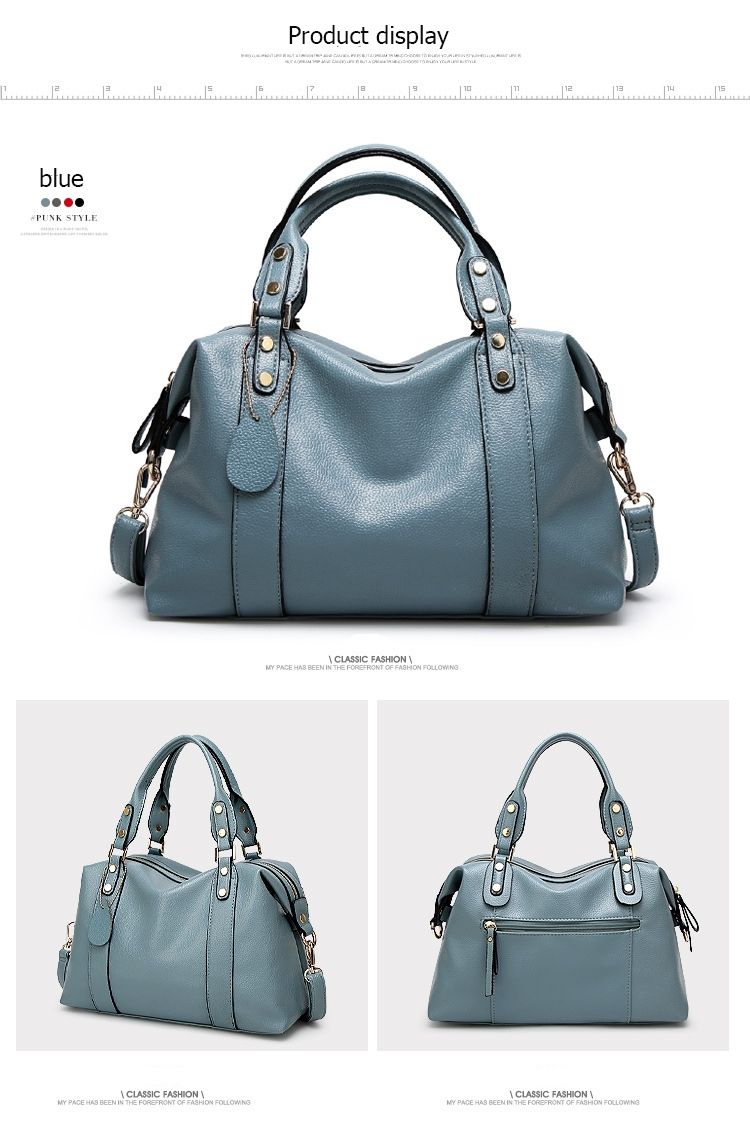 Product display
1 2 3 4 5 6 7 8 9 10 11 12 13 14 15
blue
#PUNK STYLE
\ CLASSIC FASHION \
MY PACE HAS BEEN IN THE FOREFRONT OF FASHION FOLLOWING
\ CLASSIC FASHION \
MY PACE HAS BEEN IN THE FOREFRONT OF FASHION FOLLOWING
\ CLASSIC FASHION \
MY PACE HAS BEEN IN THE FOREFRONT OF FASHION FOLLOWING